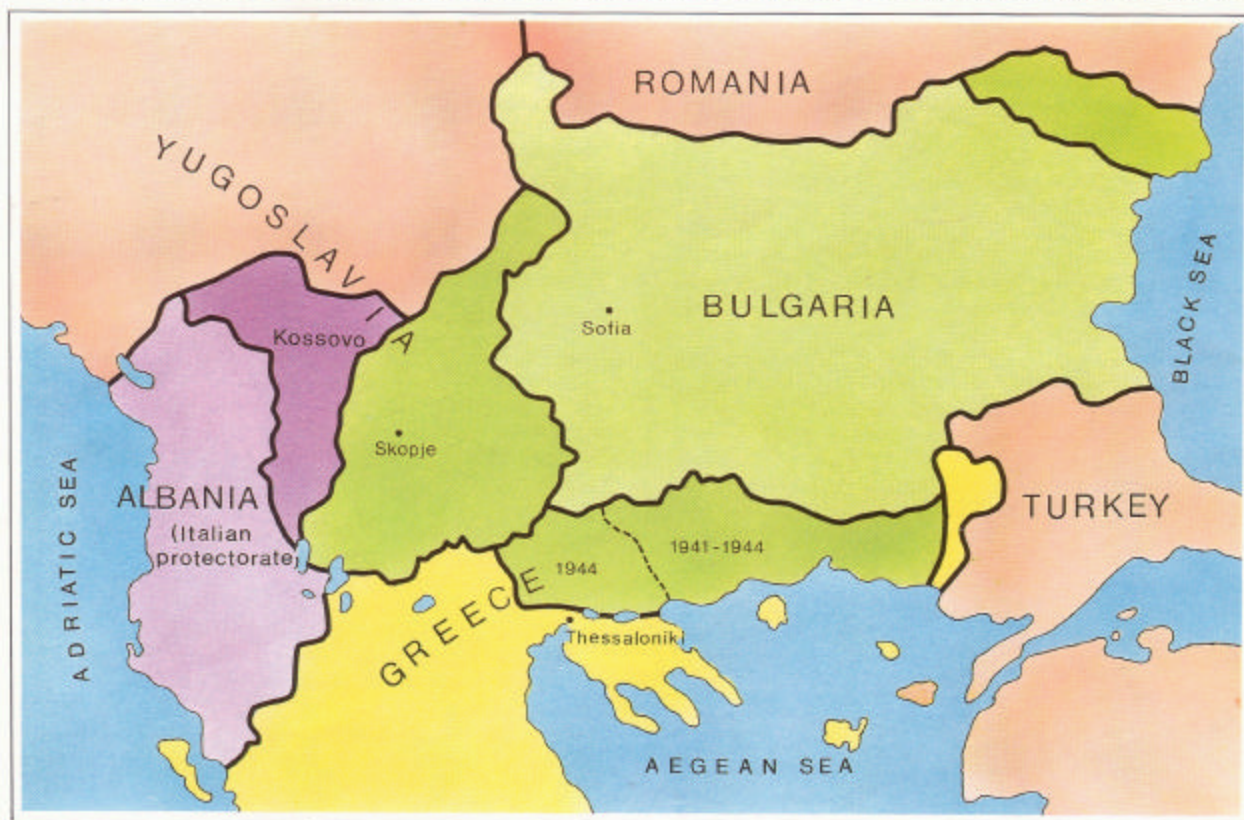 ROMANIA
YUGOSLAVIA
BLACK SEA
BULGARIA
Sofia
Kossovo
Skopje
ADRIATIC SEA
ALBANIA
(Italian
protectorate)
TURKEY
1941-1944
1944
GREECE
Thessaloniki
AEGEAN SEA